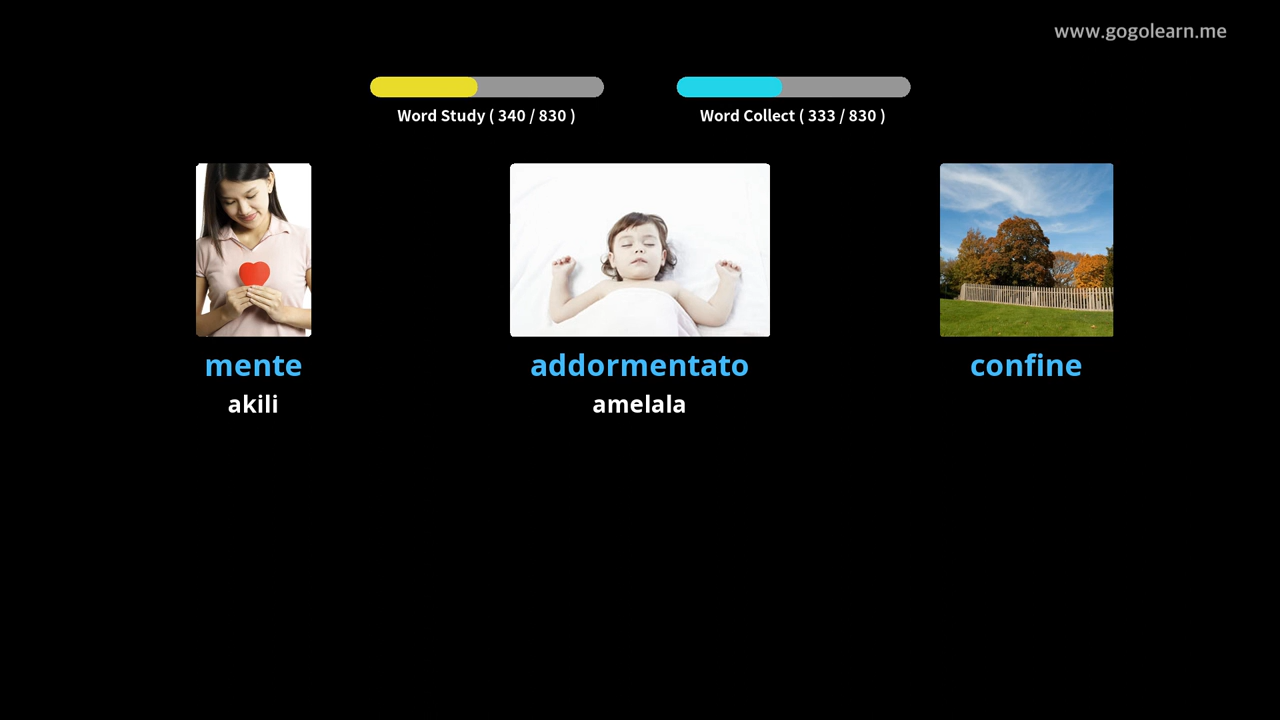 www.gogolearn.me
Word Study ( 340 / 830 )
Word Collect ( 333 / 830 )
mente
akili
addormentato
amelala
confine